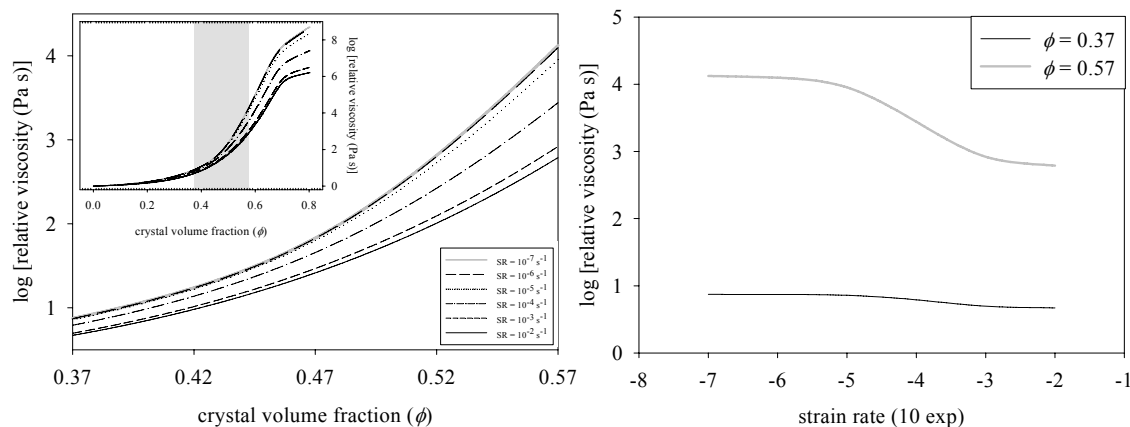 4
3
2
1
log [relative viscosity (Pa s)]
0.37
0.42
0.47
0.52
0.57
crystal volume fraction (ϕ)
8
6
4
2
0
log [relative viscosity (Pa s)]
0.0
0.2
0.4
0.6
0.8
crystal volume fraction (ϕ)
SR = 10⁻⁷ s⁻¹
SR = 10⁻⁶ s⁻¹
SR = 10⁻⁵ s⁻¹
SR = 10⁻⁴ s⁻¹
SR = 10⁻³ s⁻¹
SR = 10⁻² s⁻¹
ϕ = 0.37
ϕ = 0.57
5
4
3
2
1
0
log [relative viscosity (Pa s)]
-8
-7
-6
-5
-4
-3
-2
-1
strain rate (10 exp)